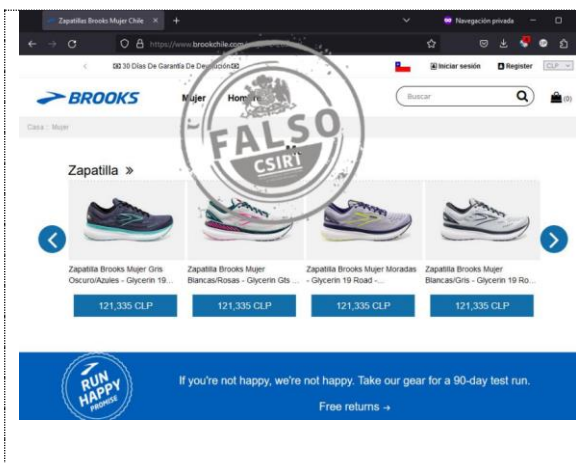 Zapatillas Brooks Mujer Chile
Navegación privada
https://www.brookchile.com
30 Días De Garantía De Devolución
Iniciar sesión
Register
CLP
BROOKS
Mujer
Hombre
Buscar
(0)
Casa :: Mujer
FALSO
CSIRT
Zapatilla »
Zapatilla Brooks Mujer Gris
Oscuro/Azules - Glycerin 19...
121,335 CLP
Zapatilla Brooks Mujer
Blancas/Rosas - Glycerin Gts ...
121,335 CLP
Zapatilla Brooks Mujer Moradas
- Glycerin 19 Road -...
121,335 CLP
Zapatilla Brooks Mujer
Blancas/Gris - Glycerin 19 Ro...
121,335 CLP
RUN
HAPPY
PROMISE
If you're not happy, we're not happy. Take our gear for a 90-day test run.
Free returns →